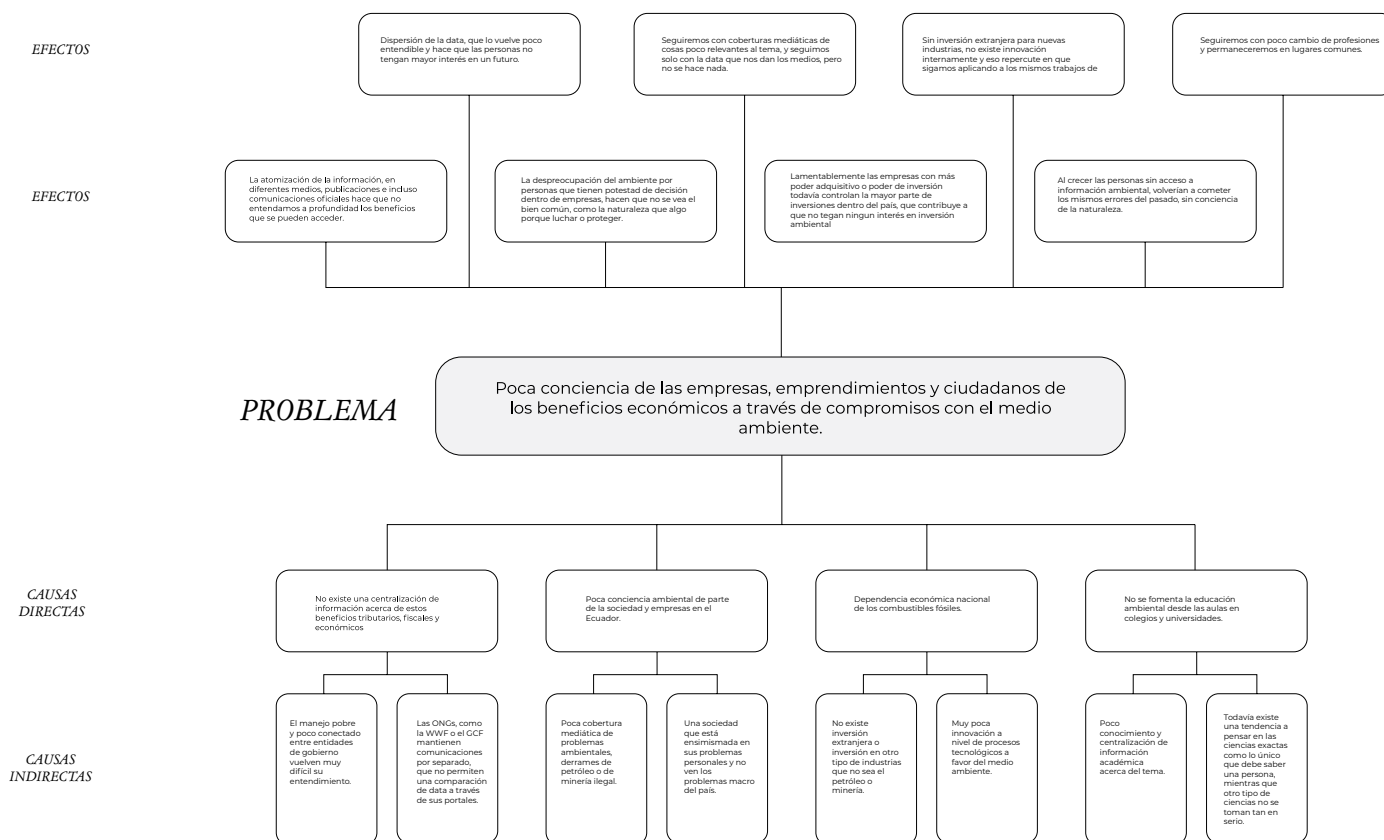 EFECTOS
Dispersión de la data, que lo vuelve poco
entendible y hace que las personas no
tengan mayor interés en un futuro.
Seguiremos con coberturas mediáticas de
cosas poco relevantes al tema, y seguimos
solo con la data que nos dan los medios, pero
no se hace nada.
Sin inversión extranjera para nuevas
industrias, no existe innovación
internamente y eso repercute en que
sigamos aplicando a los mismos trabajos de
Seguiremos con poco cambio de profesiones
y permaneceremos en lugares comunes.
EFECTOS
La atomización de la información, en
diferentes medios, publicaciones e incluso
comunicaciones oficiales hace que no
entendamos a profundidad los beneficios
que se pueden acceder.
La despreocupación del ambiente por
personas que tienen potestad de decisión
dentro de empresas, hacen que no se vea el
bien común, como la naturaleza que algo
porque luchar o proteger.
Lamentablemente las empresas con más
poder adquisitivo o poder de inversión
todavía controlan la mayor parte de
inversiones dentro del país, que contribuye a
que no tegan ningun interés en inversión
ambiental
Al crecer las personas sin acceso a
información ambiental, volverían a cometer
los mismo errores del pasado, sin conciencia
de la naturaleza.
PROBLEMA
Poca conciencia de las empresas, emprendimientos y ciudadanos de
los beneficios económicos a través de compromisos con el medio
ambiente.
CAUSAS
DIRECTAS
No existe una centralización de
información acerca de estos
beneficios tributarios, fiscales y
económicos
Poca conciencia ambiental de parte
de la sociedad y empresas en el
Ecuador.
Dependencia económica nacional
de los combustibles fósiles.
No se fomenta la educación
ambiental desde las aulas en
colegios y universidades.
CAUSAS
INDIRECTAS
El manejo pobre
y poco conectado
entre entidades
de gobierno
vuelven muy
difícil su
entendimiento.
Las ONGs, como
la WWF o el GCF
mantienen
comunicaciones
por separado,
que no permiten
una comparación
de data a través
de sus portales.
Poca cobertura
mediática de
problemas
ambientales,
derrames de
petróleo o de
minería ilegal.
Una sociedad
que está
ensimismada en
sus problemas
personales y no
ven los
problemas macro
del país.
No existe
inversión
extranjera o
inversión en otro
tipo de industrias
que no sea el
petróleo o
minería.
Muy poca
innovación a
nivel de procesos
tecnológicos a
favor del medio
ambiente.
Poco
conocimiento y
centralización de
información
académica
acerca del tema.
Todavía existe
una tendencia a
pensar en las
ciencias exactas
como lo único
que debe saber
una persona,
mientras que
otro tipo de
ciencias no se
toman tan en
serio.